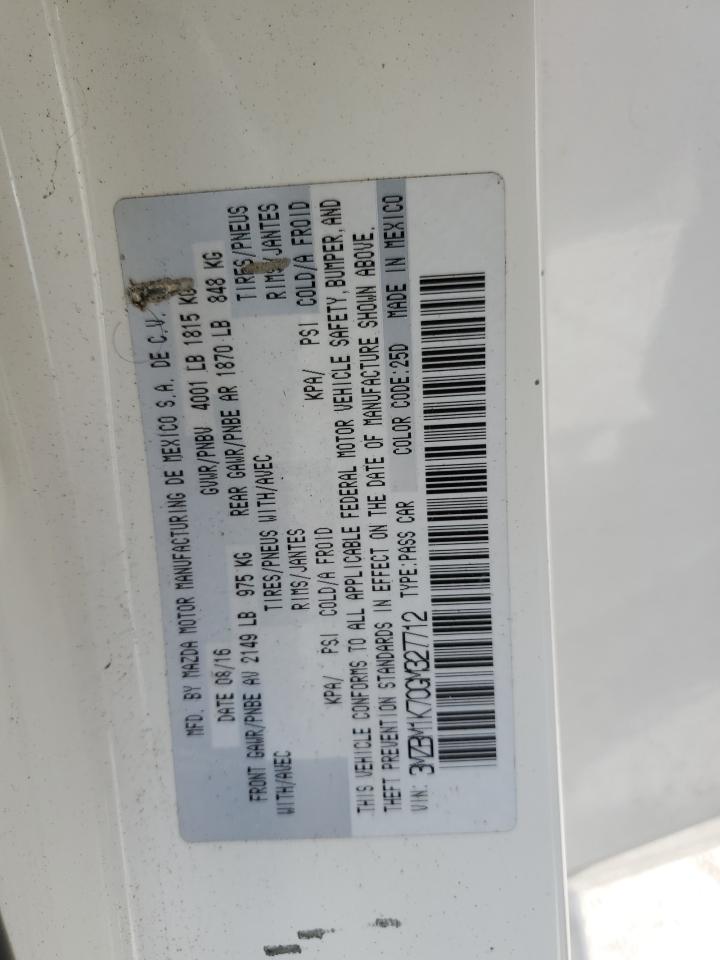 MFD. BY MAZDA MOTOR MANUFACTURING DE MEXICO S.A. DE C.V.
DATE 08/16 GVWR/PNBV 4001 LB 1815 KG
FRONT GAWR/PNBE AV 2149 LB 975 KG REAR GAWR/PNBE AR 1870 LB 848 KG
WITH/AVEC TIRES/PNEUS WITH/AVEC TIRES/PNEUS
RIMS/JANTES RIMS/JANTES
KPA/ PSI COLD/A FROID KPA/ PSI COLD/A FROID
THIS VEHICLE CONFORMS TO ALL APPLICABLE FEDERAL MOTOR VEHICLE SAFETY, BUMPER, AND
THEFT PREVENTION STANDARDS IN EFFECT ON THE DATE OF MANUFACTURE SHOWN ABOVE.
VIN: 3MZBM1K70GM327712 TYPE:PASS CAR COLOR CODE:25D MADE IN MEXICO